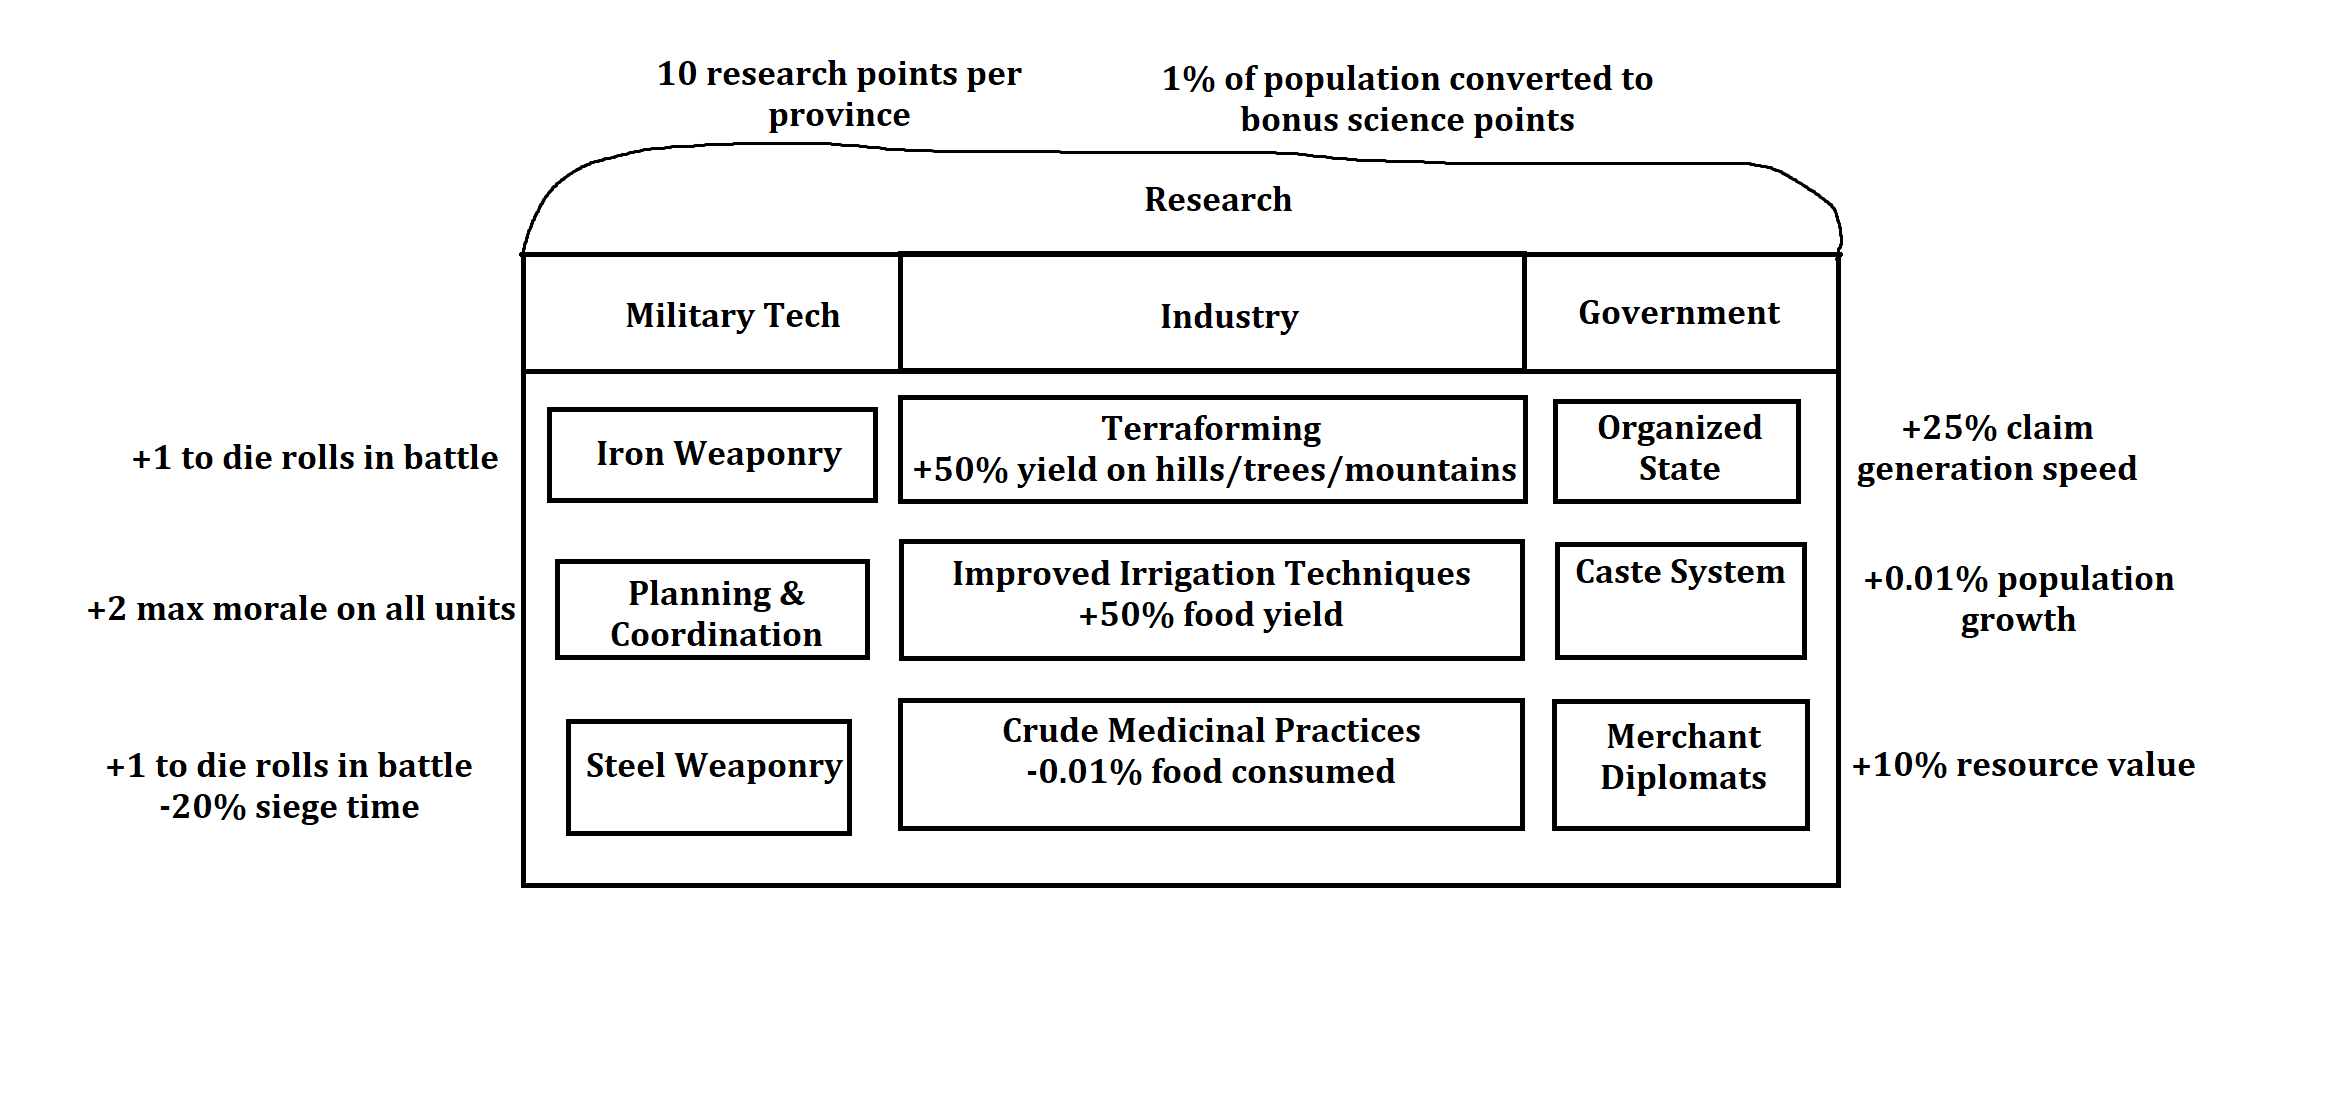 10 research points per
province
1% of population converted to
bonus science points
Research
Military Tech
Industry
Government
+1 to die rolls in battle
Iron Weaponry
Terraforming
+50% yield on hills/trees/mountains
Organized
State
+25% claim
generation speed
+2 max morale on all units
Planning &
Coordination
Improved Irrigation Techniques
+50% food yield
Caste System
+0.01% population
growth
+1 to die rolls in battle
-20% siege time
Steel Weaponry
Crude Medicinal Practices
-0.01% food consumed
Merchant
Diplomats
+10% resource value